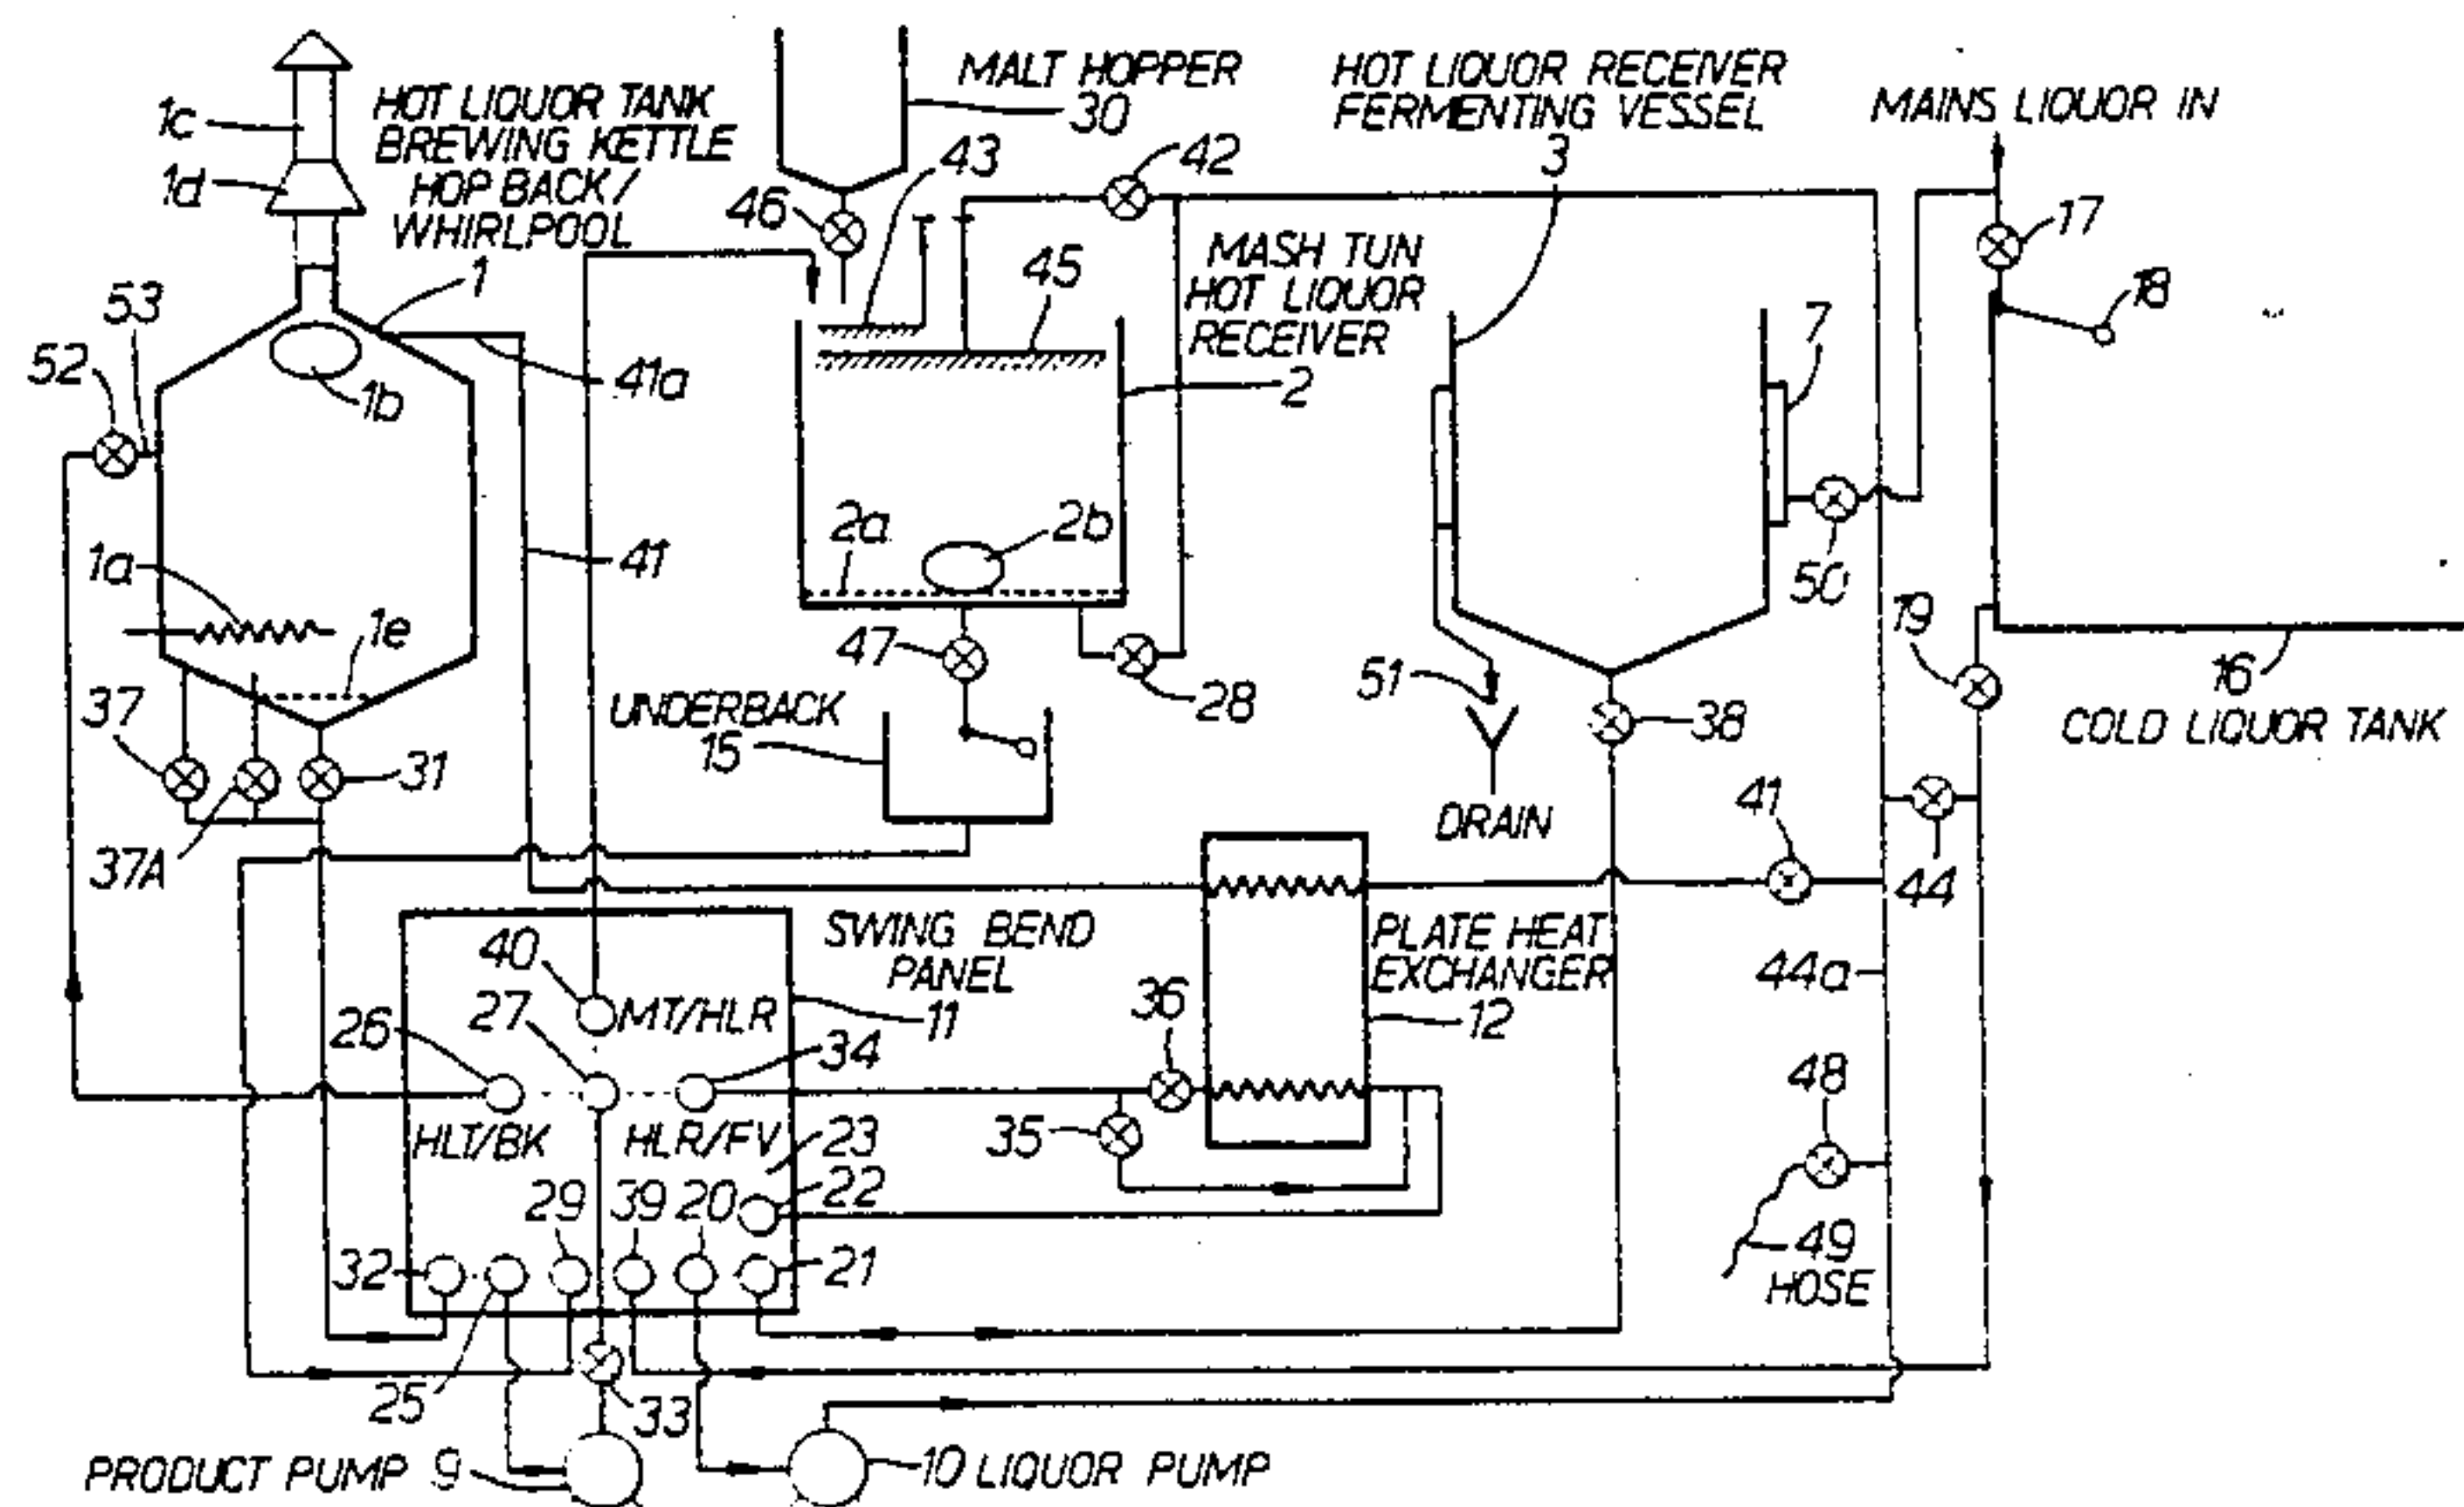 1c
HOT LIQUOR TANK
BREWING KETTLE
HOP BACK/
WHIRLPOOL
1d
MALT HOPPER
30
HOT LIQUOR RECEIVER
FERMENTING VESSEL
3
MAINS LIQUOR IN
43
42
46
17
1
53
MASH TUN
HOT LIQUOR
RECEIVER
45
18
7
52
1b
41a
2
2a
2b
1a
41
50
1e
47
19
37
UNDERBACK
15
28
51
38
16
COLD LIQUOR TANK
31
DRAIN
41
37A
44
SWING BEND
PANEL
PLATE HEAT
EXCHANGER
40
44a
MT/HLR
11
12
26
27
34
36
48
HLT/BK
HLR/FV
23
35
22
29
39
20
32
21
49
HOSE
25
33
PRODUCT PUMP 9
10 LIQUOR PUMP